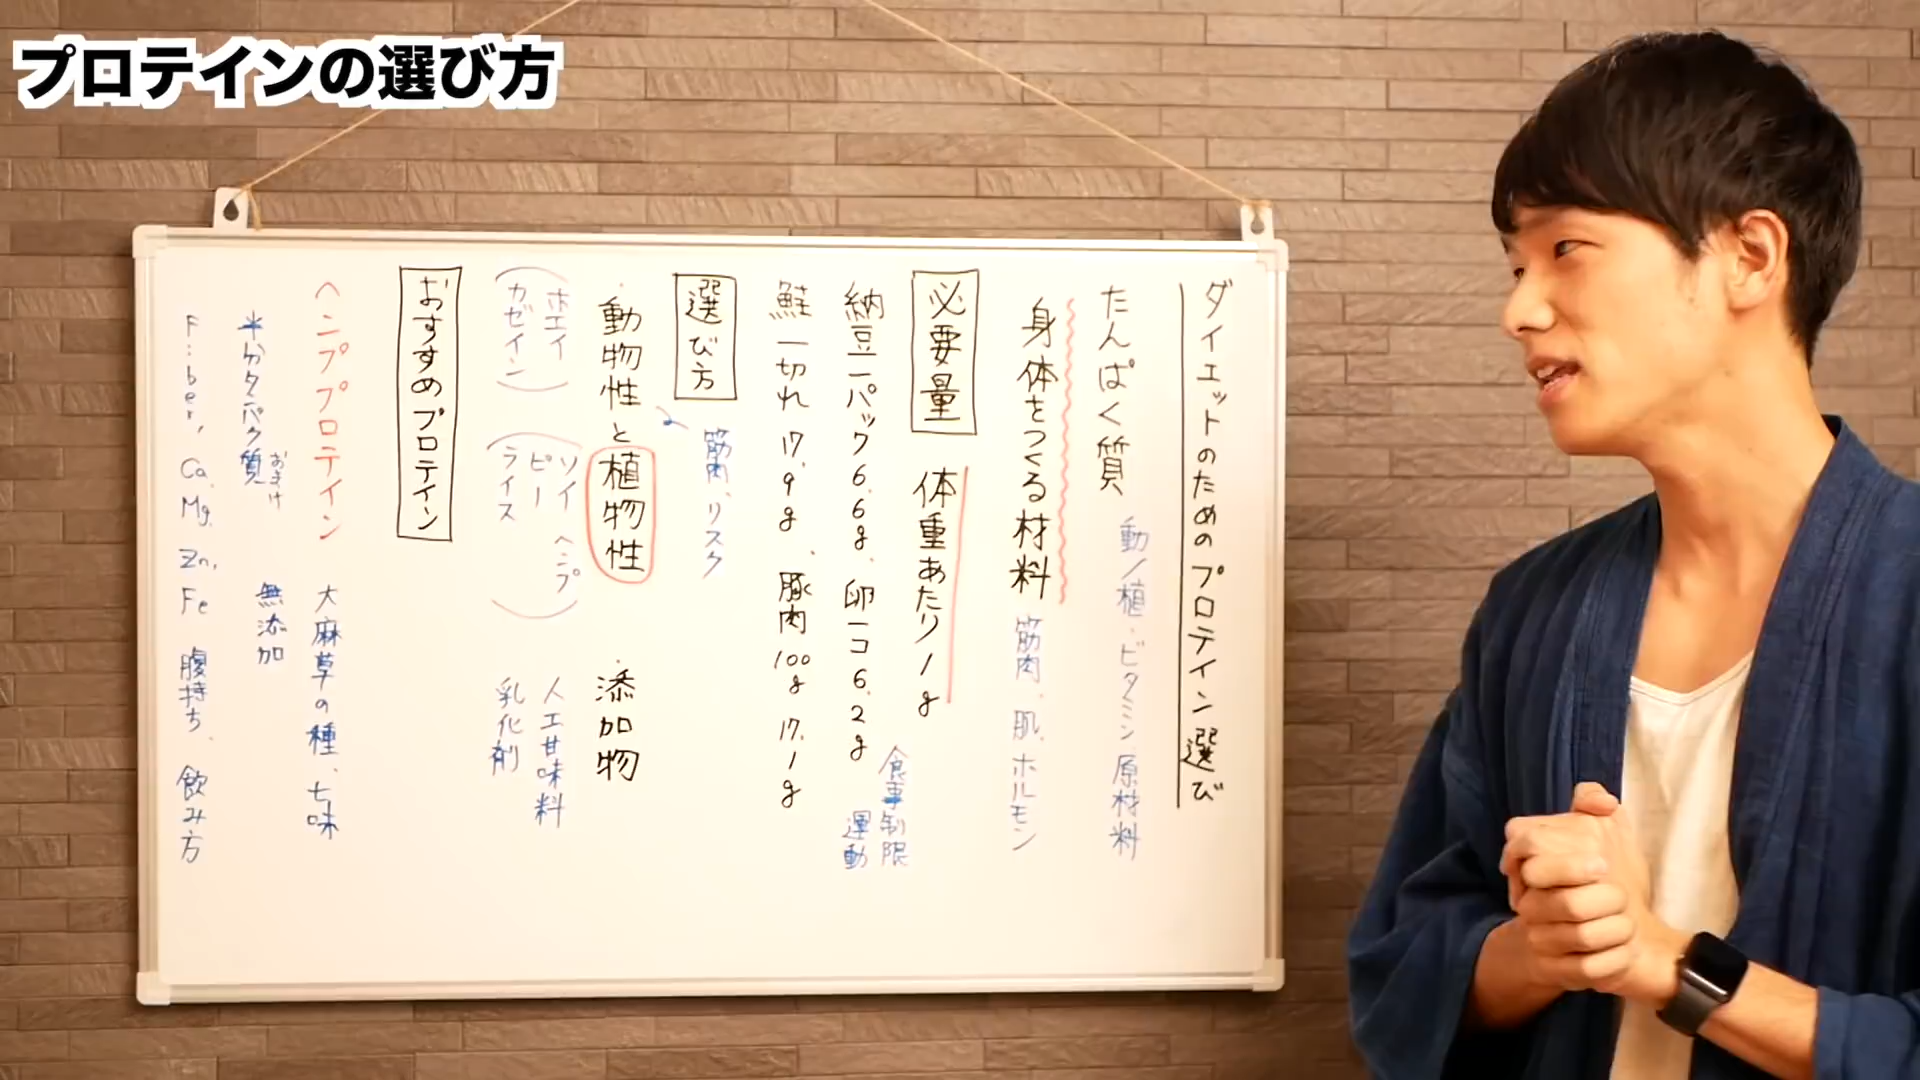 プロテインの選び方
ダイエットのためのプロテイン選び
たんぱく質
動/植・ビタミン 原材料
身体をつくる材料
筋肉、肌、ホルモン
必要量
体重あたり1g
食事制限
運動
納豆一パック6.6g、卵一コ6.2g
鮭一切れ17.9g、豚肉100g 17.1g
選び方
筋肉、リスク
・動物性と植物性
ホエイ
カゼイン
ソイ
ピー
ライス
ヘンプ
・添加物
人工甘味料
乳化剤
おすすめプロテイン
ヘンププロテイン
大麻草の種、七味
半分タンパク質
おまけ
無添加
Fiber, Ca, Mg, Zn, Fe 腹持ち、飲み方